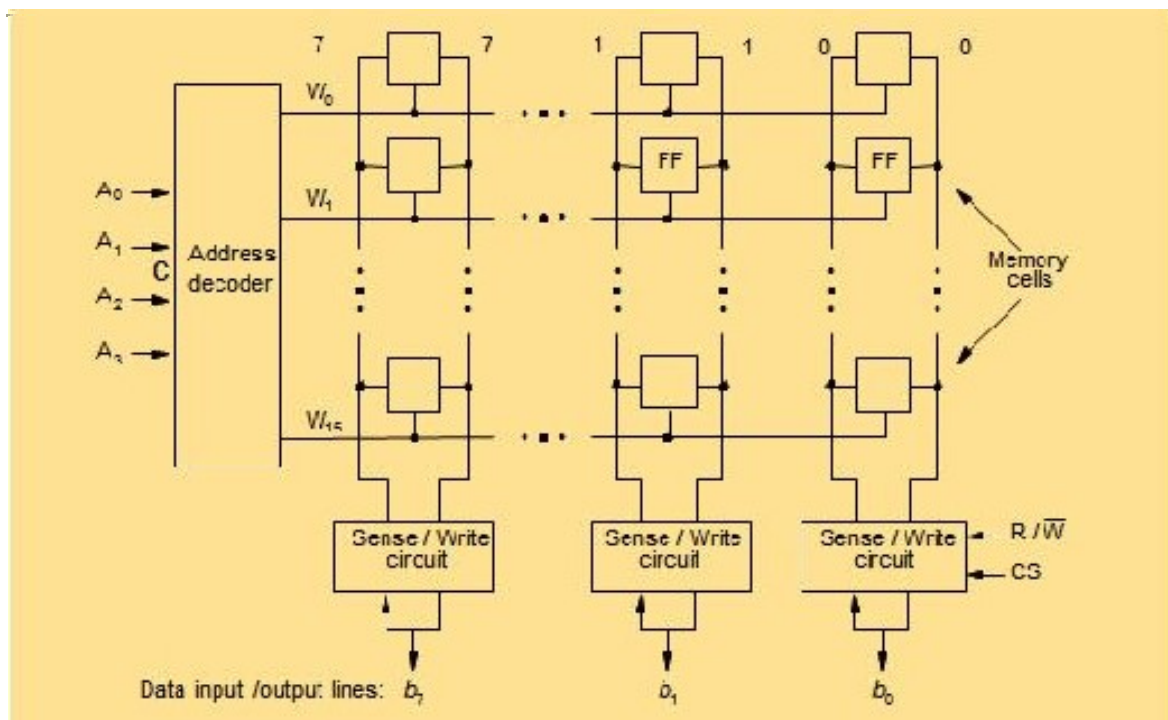 7 7 1 1 0 0
W₀
FF FF
A₀
W₁
A₁
C
Address
decoder
Memory
cells
A₂
A₃
W₁₅
Sense / Write
circuit
Sense / Write
circuit
Sense / Write
circuit
R / W̅
CS
Data input /output lines: b₇ b₁ b₀